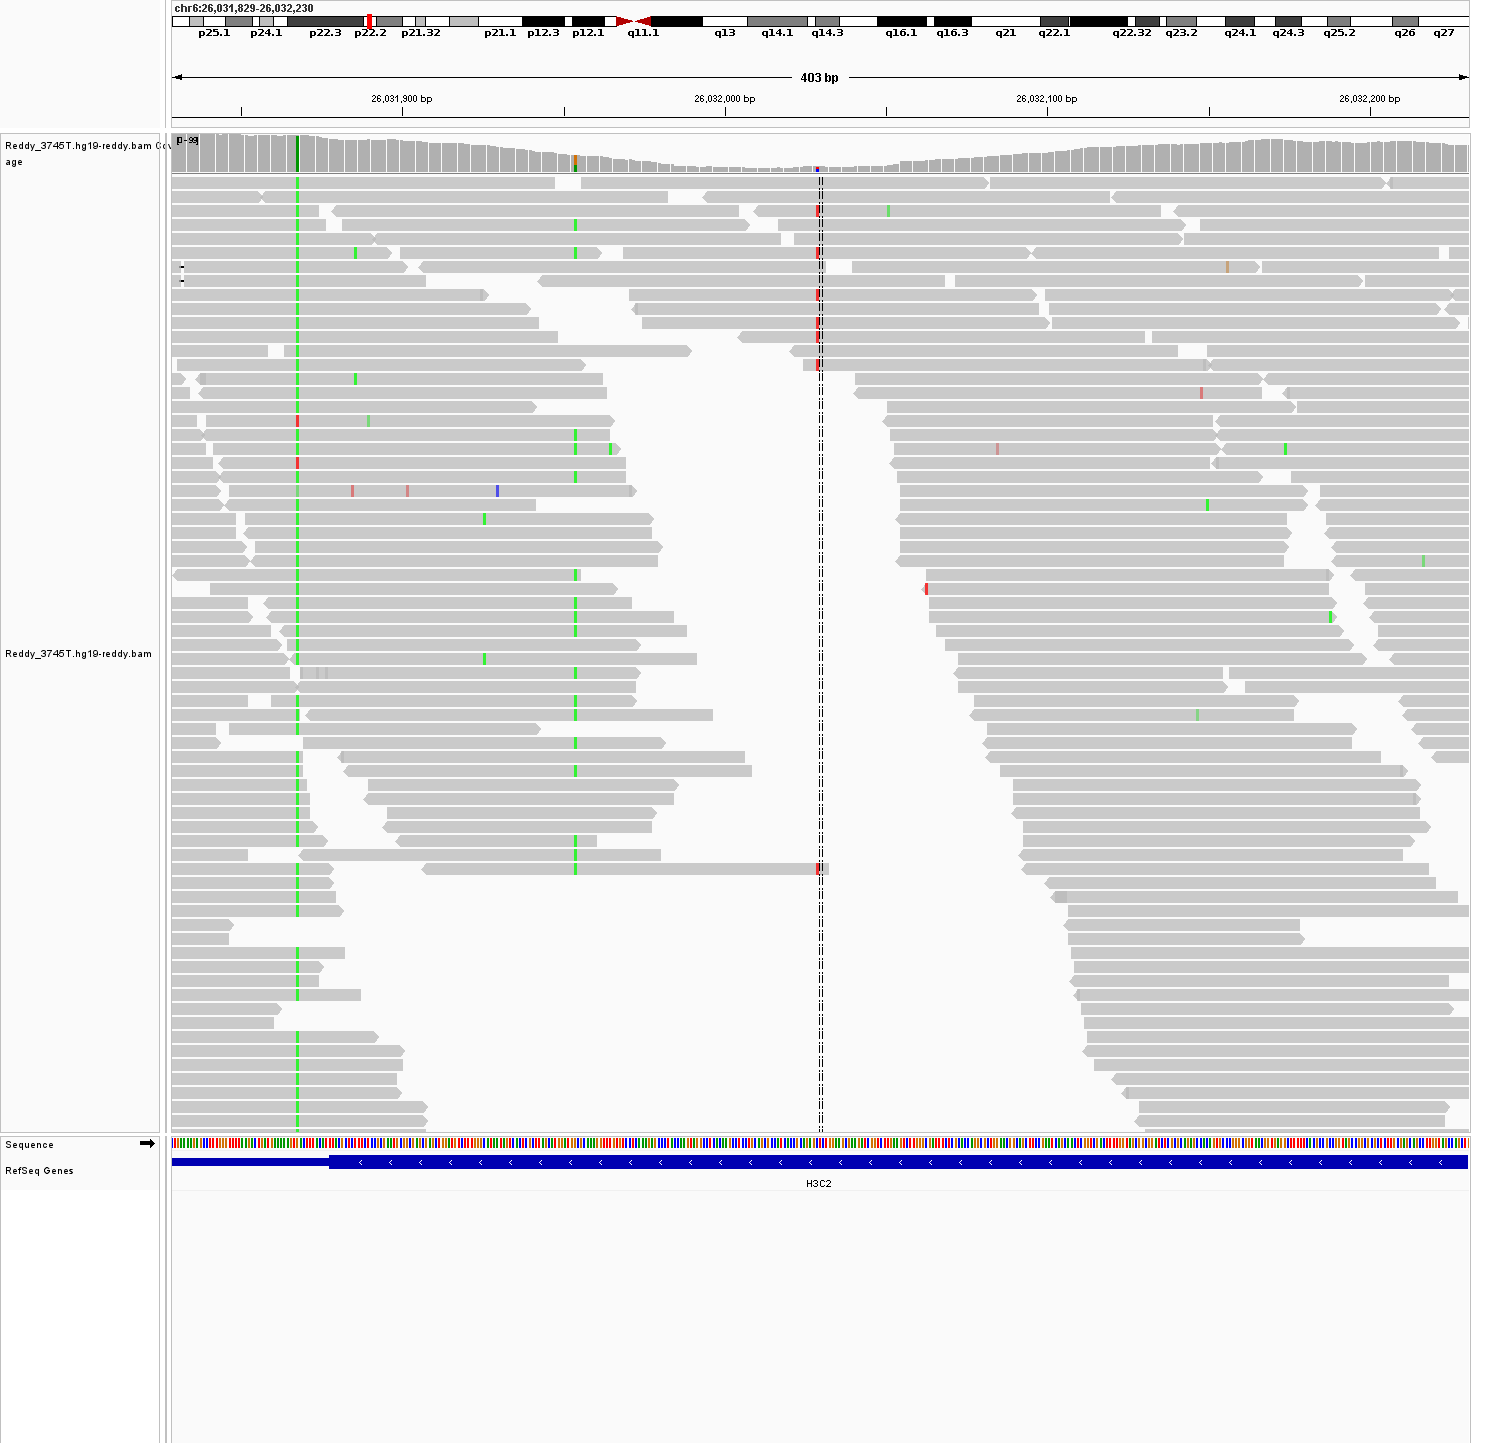 chr6:26,031,829-26,032,230
p25.1 p24.1 p22.3 p22.2 p21.32 p21.1 p12.3 p12.1 q11.1 q13 q14.1 q14.3 q16.1 q16.3 q21 q22.1 q22.32 q23.2 q24.1 q24.3 q25.2 q26 q27
403 bp
26,031,900 bp 26,032,000 bp 26,032,100 bp 26,032,200 bp
[0 - 99]
Reddy_3745T.hg19-reddy.bam Cov
age
Reddy_3745T.hg19-reddy.bam
Sequence
RefSeq Genes
H3C2